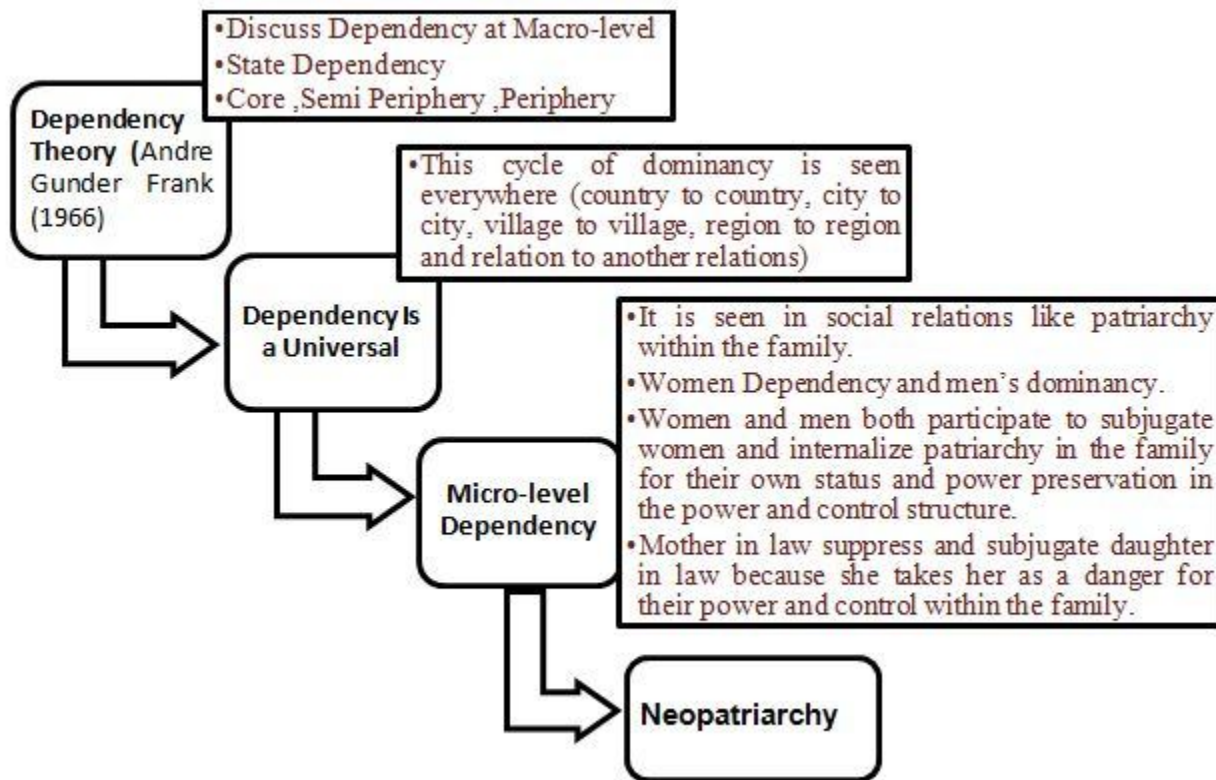 •Discuss Dependency at Macro-level
•State Dependency
•Core ,Semi Periphery ,Periphery
Dependency
Theory (Andre
Gunder Frank
(1966)
•This cycle of dominancy is seen
everywhere (country to country, city to
city, village to village, region to region
and relation to another relations)
Dependency Is
a Universal
•It is seen in social relations like patriarchy
within the family.
•Women Dependency and men’s dominancy.
•Women and men both participate to subjugate
women and internalize patriarchy in the family
for their own status and power preservation in
the power and control structure.
•Mother in law suppress and subjugate daughter
in law because she takes her as a danger for
their power and control within the family.
Micro-level
Dependency
Neopatriarchy